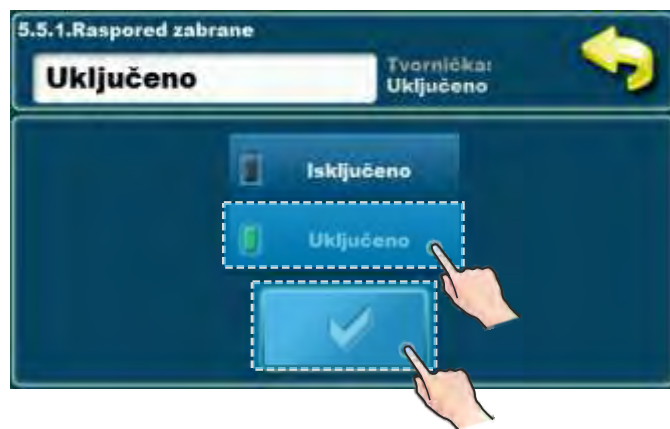 5.5.1.Raspored zabrane
Uključeno
Tvornička:
Uključeno
Isključeno
Uključeno